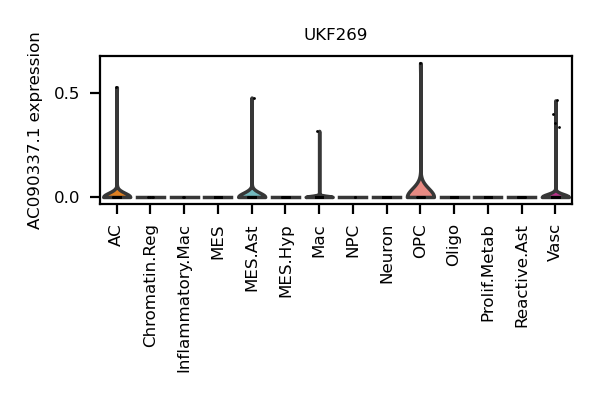 UKF269
AC090337.1 expression
0.5
0.0
AC
Chromatin.Reg
Inflammatory.Mac
MES
MES.Ast
MES.Hyp
Mac
NPC
Neuron
OPC
Oligo
Prolif.Metab
Reactive.Ast
Vasc